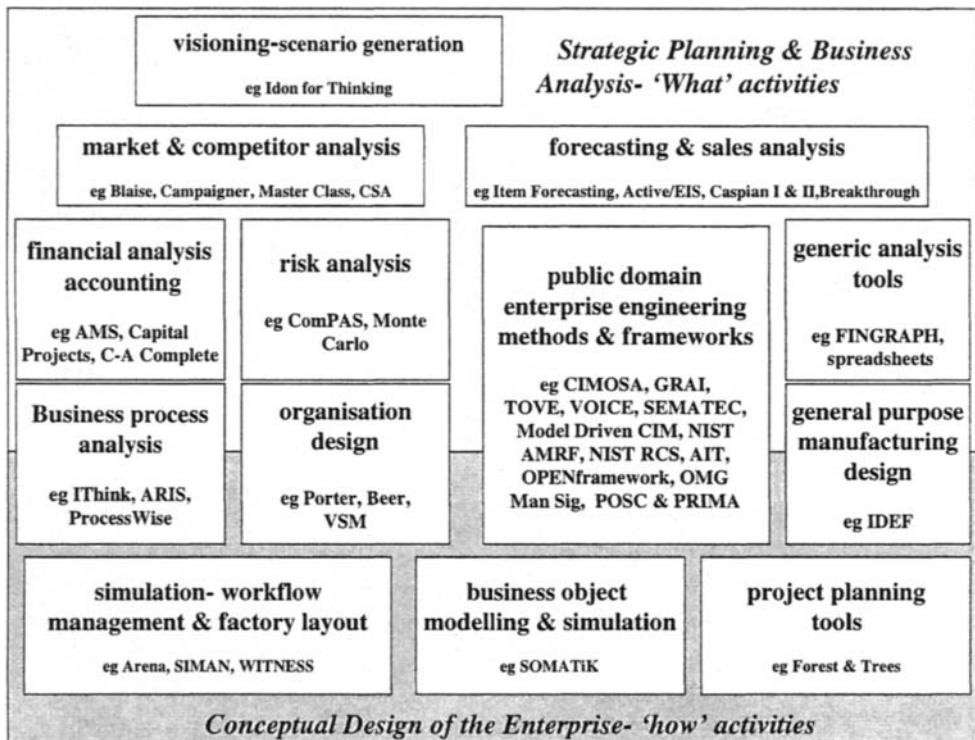 visioning-scenario generation
eg Idon for Thinking
Strategic Planning & Business
Analysis- ‘What’ activities
market & competitor analysis
eg Blaise, Campaigner, Master Class, CSA
forecasting & sales analysis
eg Item Forecasting, Active/EIS, Caspian I & II,Breakthrough
financial analysis
accounting
eg AMS, Capital
Projects, C-A Complete
risk analysis
eg ComPAS, Monte
Carlo
public domain
enterprise engineering
methods & frameworks
eg CIMOSA, GRAI,
TOVE, VOICE, SEMATEC,
Model Driven CIM, NIST
AMRF, NIST RCS, AIT,
OPENframework, OMG
Man Sig, POSC & PRIMA
generic analysis
tools
eg FINGRAPH,
spreadsheets
Business process
analysis
eg IThink, ARIS,
ProcessWise
organisation
design
eg Porter, Beer,
VSM
general purpose
manufacturing
design
eg IDEF
simulation- workflow
management & factory layout
eg Arena, SIMAN, WITNESS
business object
modelling & simulation
eg SOMATiK
project planning
tools
eg Forest & Trees
Conceptual Design of the Enterprise- ‘how’ activities